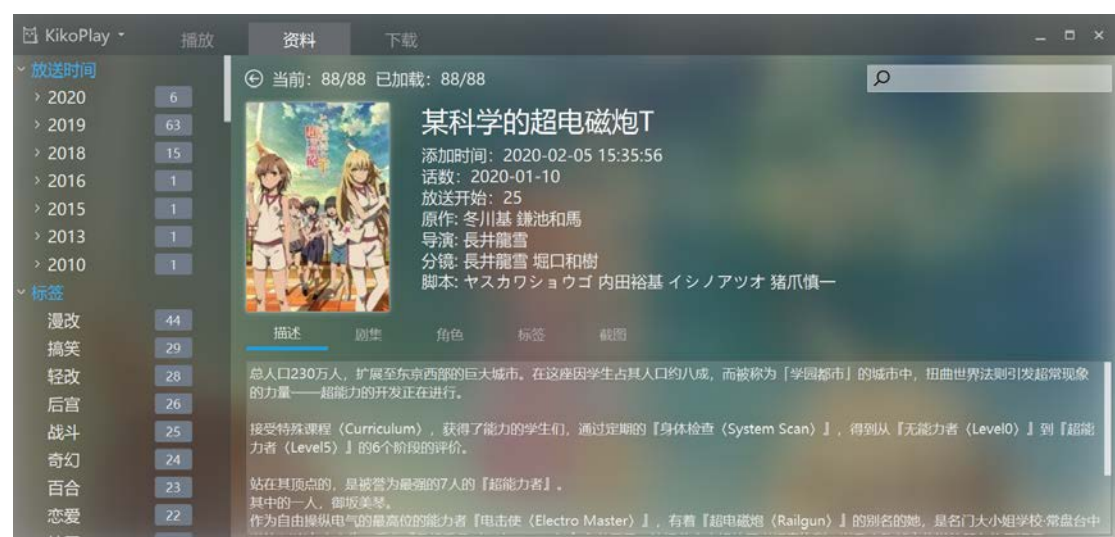 KikoPlay 播放 资料 下载
放送时间
2020 6
2019 63
2018 15
2016 1
2015 1
2013 1
2010 1
标签
漫改 44
搞笑 29
轻改 28
后宫 26
战斗 25
奇幻 24
百合 23
恋爱 22
当前: 88/88 已加载: 88/88
某科学的超电磁炮T
添加时间: 2020-02-05 15:35:56
话数: 2020-01-10
放送开始: 25
原作: 冬川基 鎌池和馬
导演: 長井龍雪
分镜: 長井龍雪 堀口和樹
脚本: ヤスカワショウゴ 内田裕基 イシノアツオ 猪爪慎一
描述 剧集 角色 标签 截图
总人口230万人，扩展至东京西部的巨大城市。在这座因学生占其人口约八成，而被称为「学园都市」的城市中，扭曲世界法则引发超常现象
的力量——超能力的开发正在进行。
接受特殊课程〈Curriculum〉，获得了能力的学生们，通过定期的『身体检查〈System Scan〉』，得到从『无能力者〈Level0〉』到『超能
力者〈Level5〉』的6个阶段的评价。
站在其顶点的，是被誉为最强的7人的『超能力者』。
其中的一人，御坂美琴。
作为自由操纵电气的最高位的能力者『电击使〈Electro Master〉』，有着『超电磁炮〈Railgun〉』的别名的她，是名门大小姐学校·常盘台中